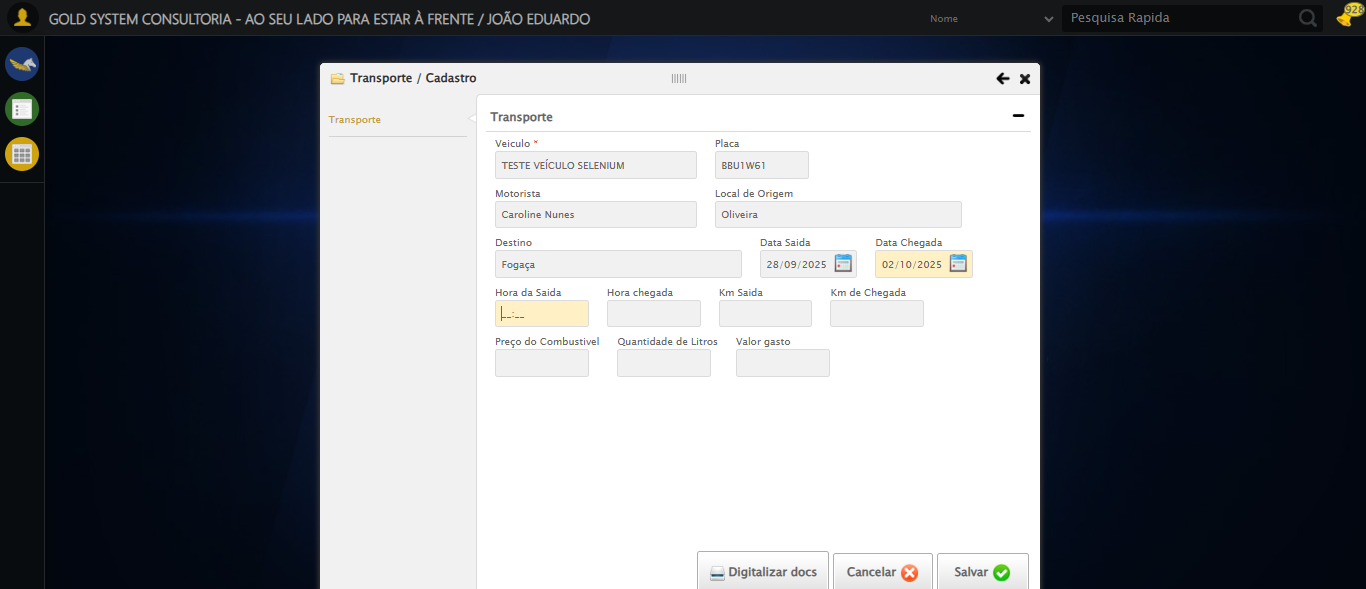 GOLD SYSTEM CONSULTORIA - AO SEU LADO PARA ESTAR À FRENTE / JOÃO EDUARDO
Nome
Pesquisa Rapida
928
Transporte / Cadastro
Transporte
Transporte
Veiculo *
Placa
TESTE VEÍCULO SELENIUM
BBU1W61
Motorista
Local de Origem
Caroline Nunes
Oliveira
Destino
Data Saida
Data Chegada
Fogaça
28/09/2025
02/10/2025
Hora da Saida
Hora chegada
Km Saida
Km de Chegada
__:__
Preço do Combustivel
Quantidade de Litros
Valor gasto
Digitalizar docs
Cancelar
Salvar